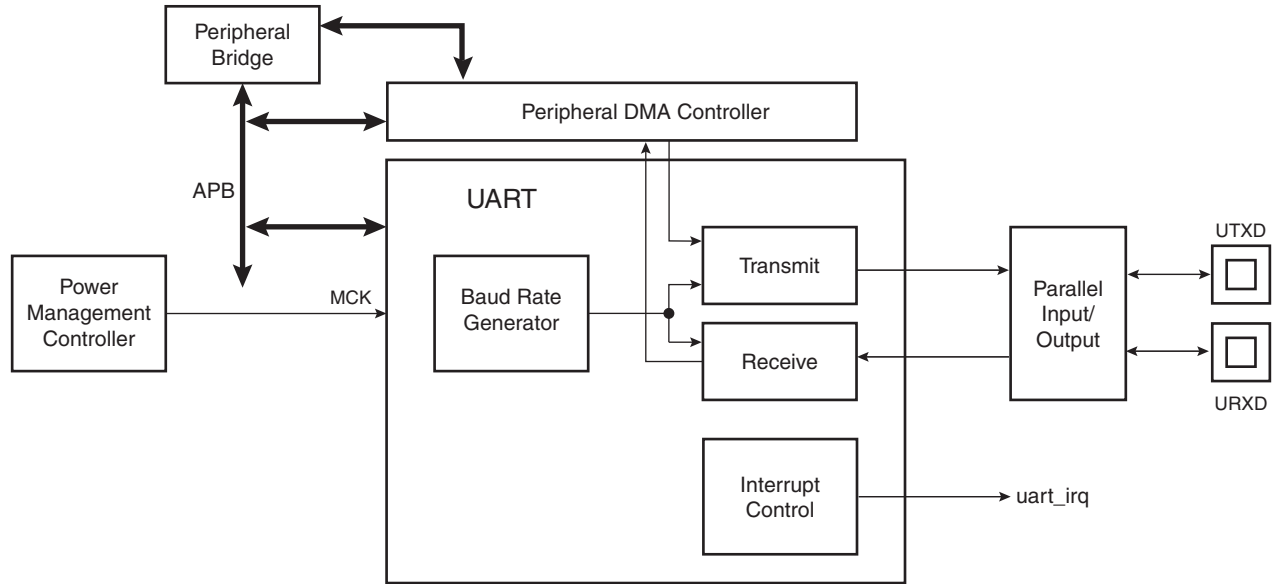 Peripheral
Bridge
Peripheral DMA Controller
APB
UART
Power
Management
Controller
MCK
Baud Rate
Generator
Transmit
Receive
Parallel
Input/
Output
UTXD
URXD
Interrupt
Control
uart_irq